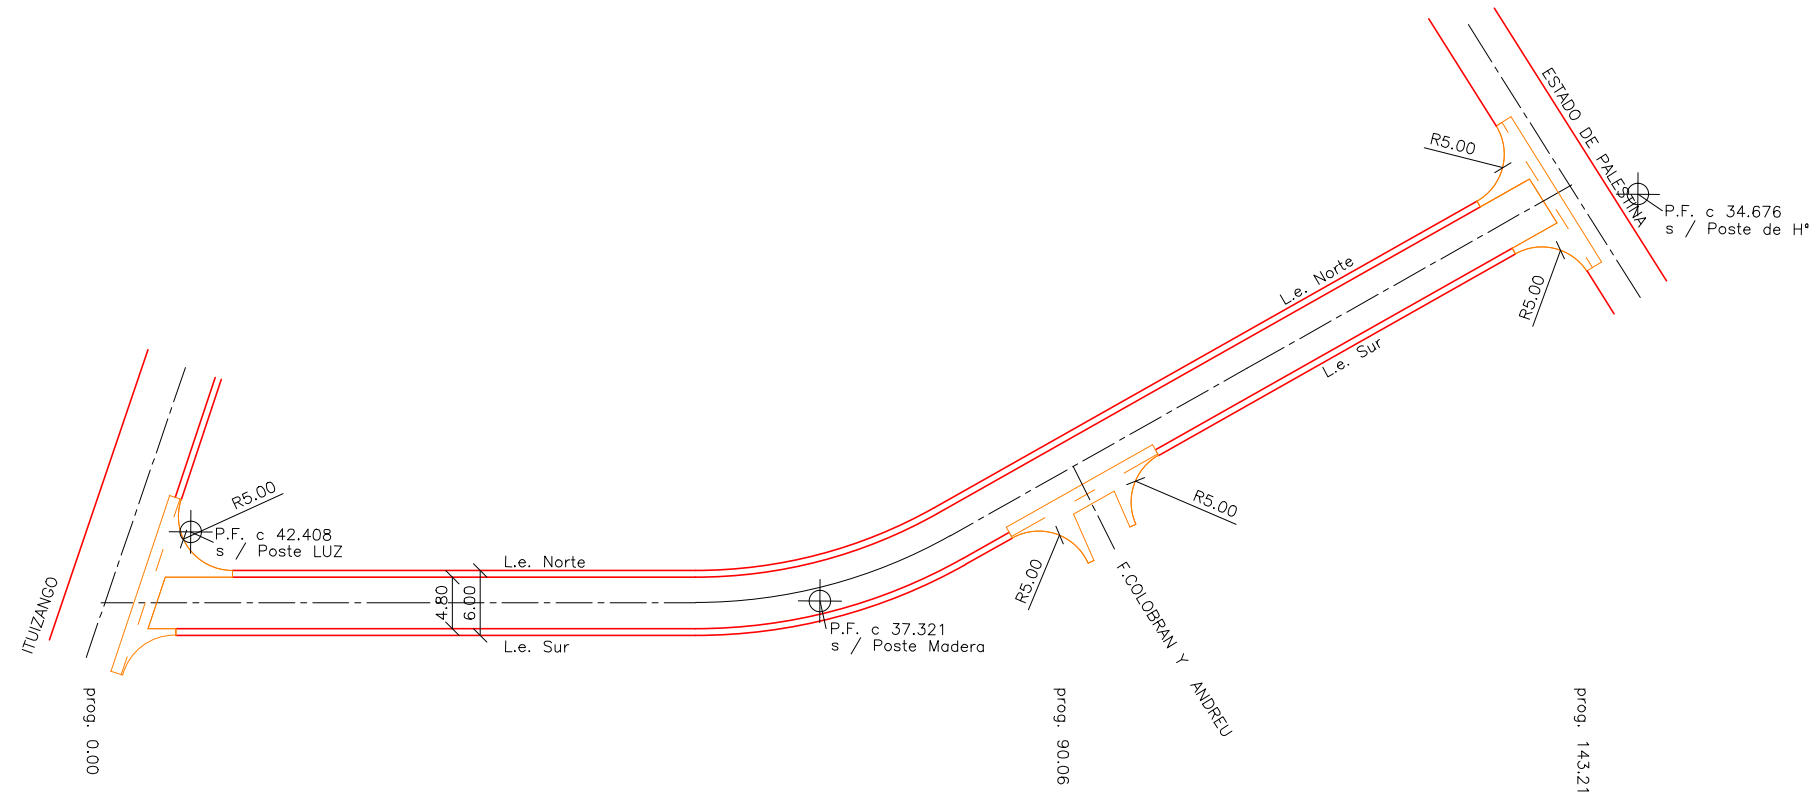 ESTADO DE PALESTINA
R5.00
P.F. c 34.676
s / Poste de Hº
L.e. Norte
R5.00
L.e. Sur
R5.00
R5.00
P.F. c 42.408
s / Poste LUZ
L.e. Norte
4.80
6.00
L.e. Sur
ITUIZANGO
P.F. c 37.321
s / Poste Madera
R5.00
F.COLOBRAN Y ANDREU
prog. 0.00
prog. 90.06
prog. 143.21